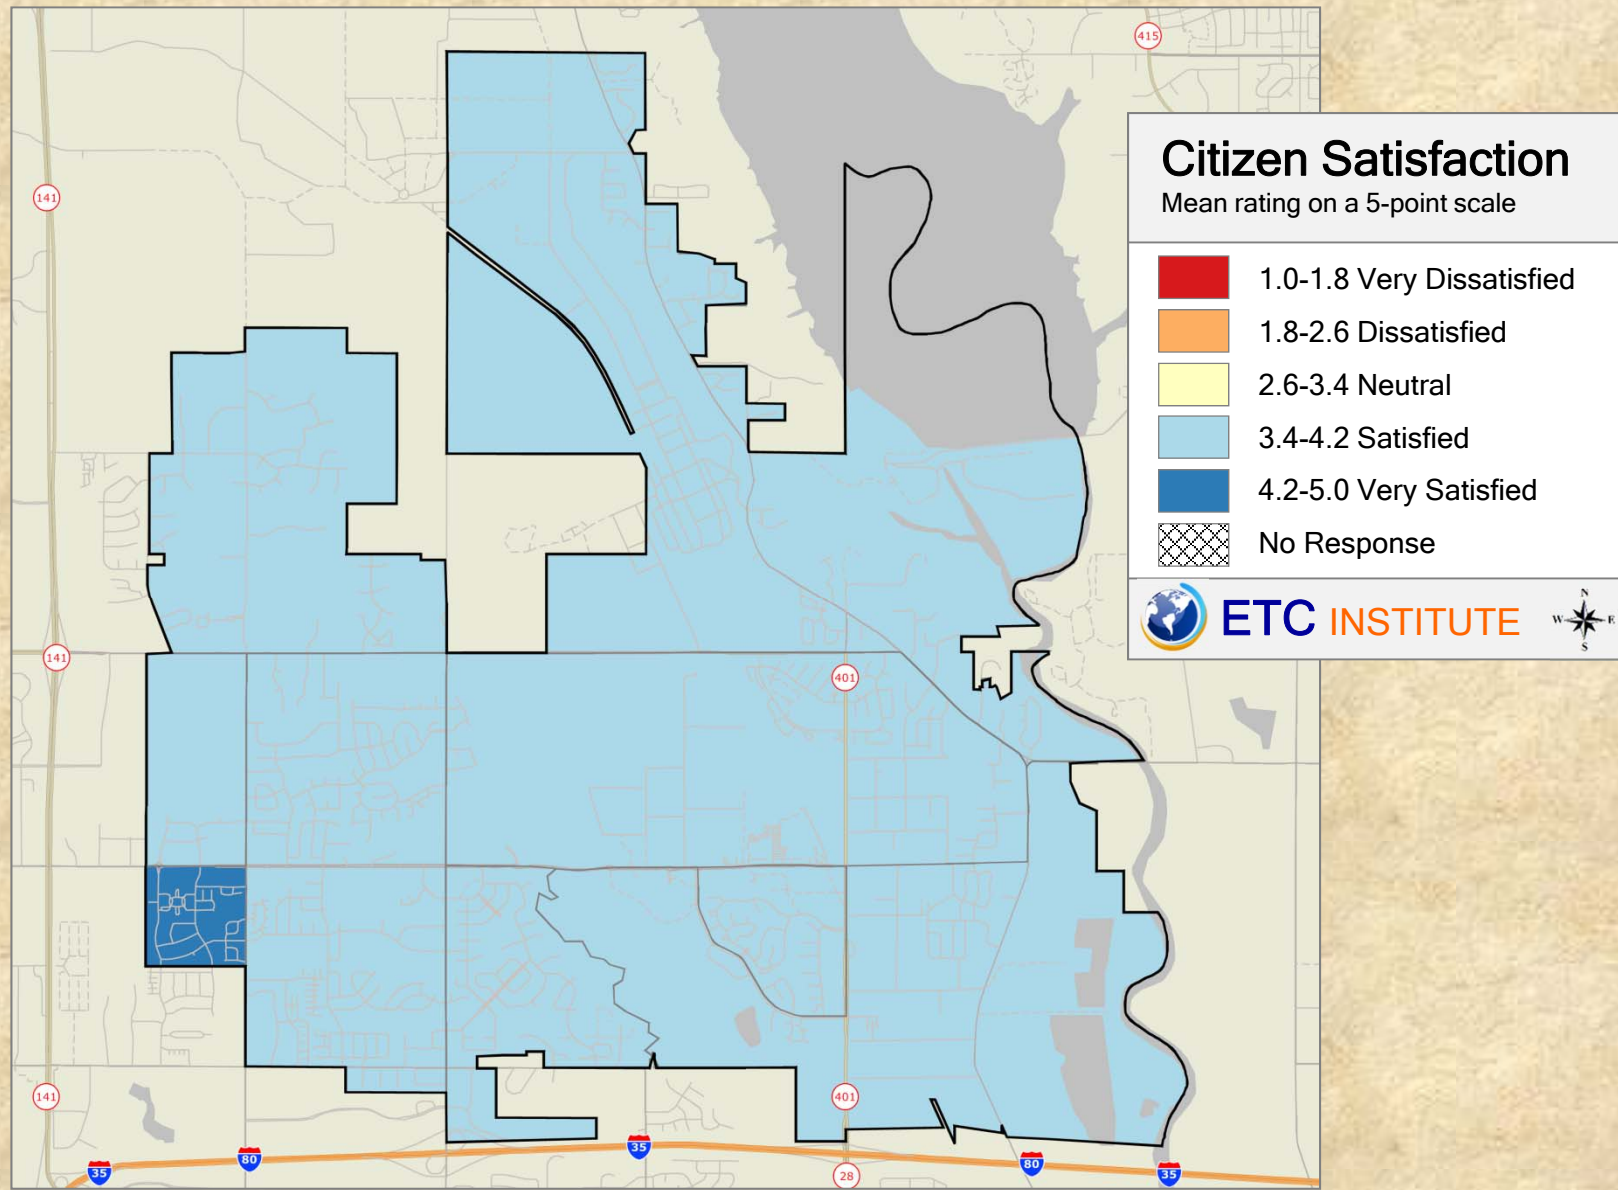 415
141
Citizen Satisfaction
Mean rating on a 5-point scale
1.0-1.8 Very Dissatisfied
1.8-2.6 Dissatisfied
2.6-3.4 Neutral
3.4-4.2 Satisfied
4.2-5.0 Very Satisfied
No Response
ETC INSTITUTE
N
W E
S
141
401
141
401
35
80
35
80
35
28